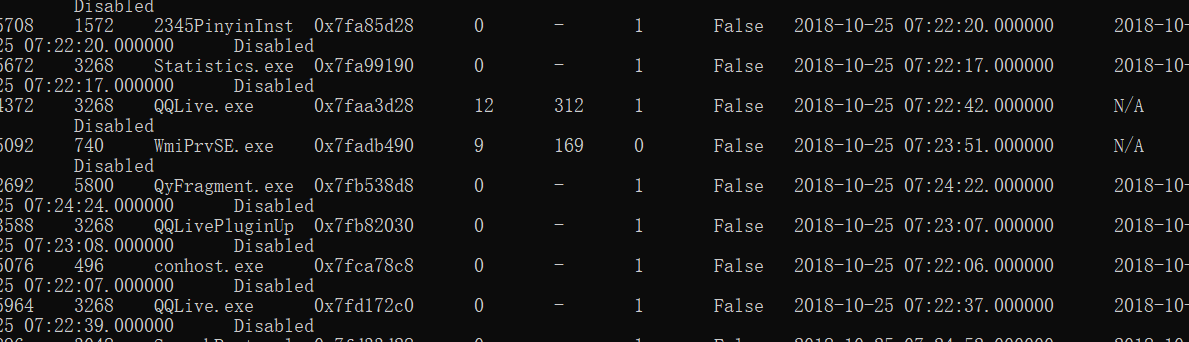 Disabled
5708 1572 2345PinyinInst 0x7fa85d28 0 - 1 False 2018-10-25 07:22:20.000000 2018-10-
25 07:22:20.000000 Disabled
5672 3268 Statistics.exe 0x7fa99190 0 - 1 False 2018-10-25 07:22:17.000000 2018-10-
25 07:22:17.000000 Disabled
4372 3268 QQLive.exe 0x7faa3d28 12 312 1 False 2018-10-25 07:22:42.000000 N/A
Disabled
5092 740 WmiPrvSE.exe 0x7fadb490 9 169 0 False 2018-10-25 07:23:51.000000 N/A
Disabled
2692 5800 QyFragment.exe 0x7fb538d8 0 - 1 False 2018-10-25 07:24:22.000000 2018-10-
25 07:24:24.000000 Disabled
3588 3268 QQLivePluginUp 0x7fb82030 0 - 1 False 2018-10-25 07:23:07.000000 2018-10-
25 07:23:08.000000 Disabled
5076 496 conhost.exe 0x7fca78c8 0 - 1 False 2018-10-25 07:22:06.000000 2018-10-
25 07:22:07.000000 Disabled
5964 3268 QQLive.exe 0x7fd172c0 0 - 1 False 2018-10-25 07:22:37.000000 2018-10-
25 07:22:39.000000 Disabled